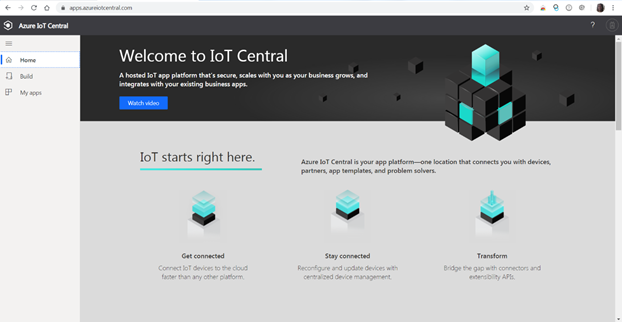 apps.azureiotcentral.com
Azure IoT Central
?
Home
Build
My apps
Welcome to IoT Central
A hosted IoT app platform that's secure, scales with you as your business grows, and
integrates with your existing business apps.
Watch video
IoT starts right here.
Azure IoT Central is your app platform—one location that connects you with devices,
partners, app templates, and problem solvers.
Get connected
Connect IoT devices to the cloud
faster than any other platform.
Stay connected
Reconfigure and update devices with
centralized device management.
Transform
Bridge the gap with connectors and
extensibility APIs.